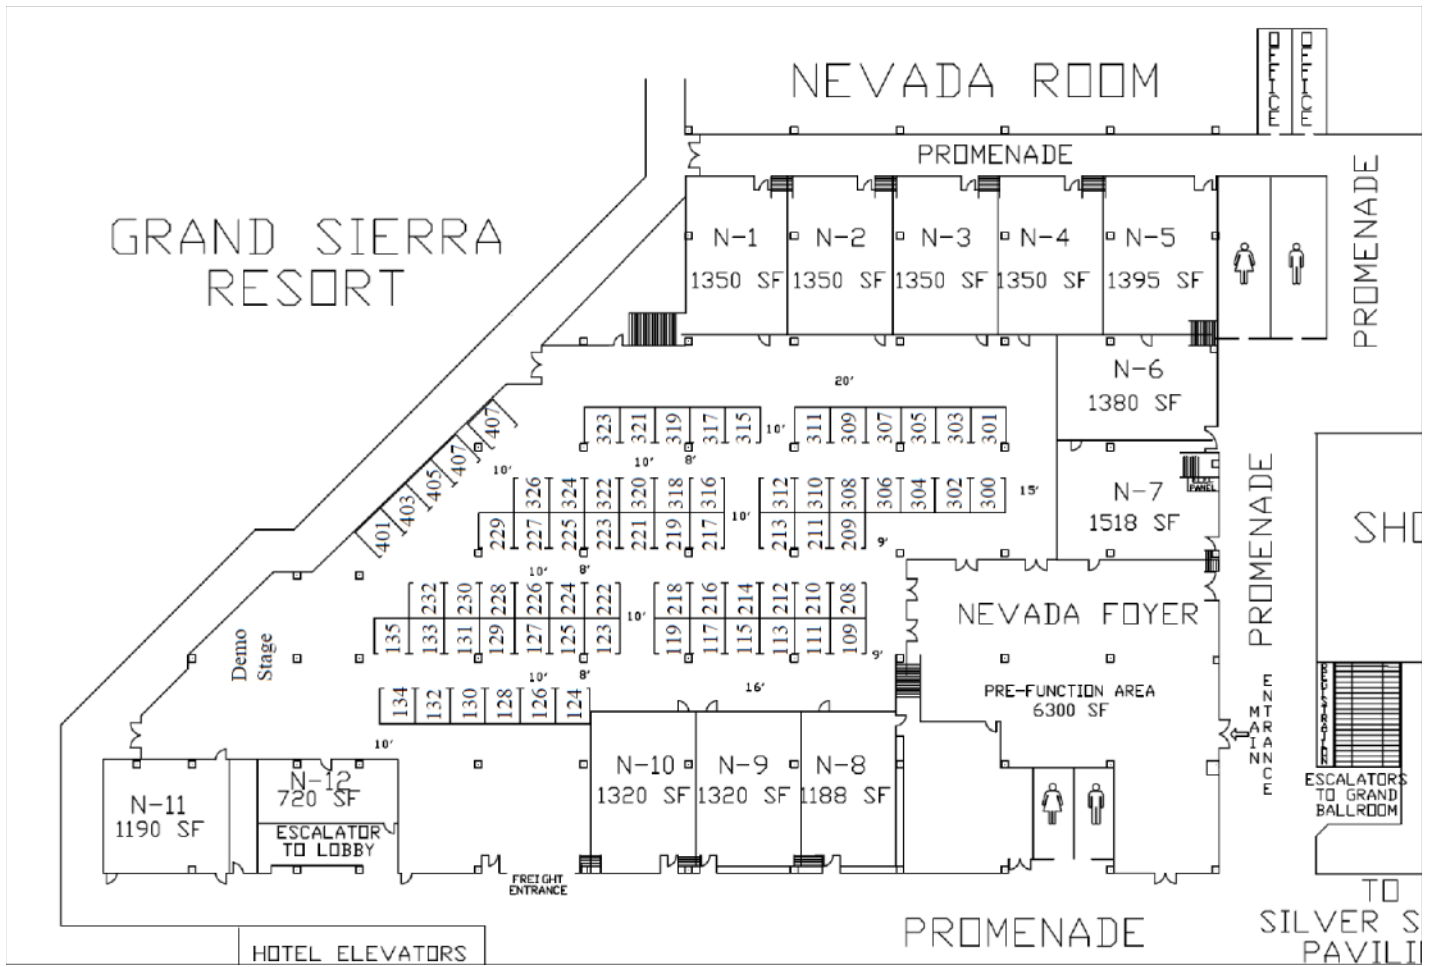 NEVADA ROOM
OFFICE
OFFICE
PROMENADE
PROMENADE
GRAND SIERRA
RESORT
N-1
1350 SF
N-2
1350 SF
N-3
1350 SF
N-4
1350 SF
N-5
1395 SF
N-6
1380 SF
20'
407
407
405
403
401
323 321 319 317 315
10'
311 309 307 305 303 301
10'
10'
8'
326 324 322 320 318 316
312 310 308 306 304 302 300
15'
229 227 225 223 221 219 217
10'
213 211 209
9'
N-7
1518 SF
PANEL
PROMENADE
SHO
10'
8'
232 230 228 226 224 222
10'
218 216 214 212 210 208
135 133 131 129 127 125 123
119 117 115 113 111 109
9'
NEVADA FOYER
Demo
Stage
10'
8'
16'
134 132 130 128 126 124
10'
PRE-FUNCTION AREA
6300 SF
MAIN
ENTRANCE
N-10
1320 SF
N-9
1320 SF
N-8
1188 SF
N-11
1190 SF
N-12
720 SF
ESCALATOR
TO LOBBY
ESCALATORS
TO GRAND
BALLROOM
FREIGHT
ENTRANCE
TO
SILVER S
PAVILI
PROMENADE
HOTEL ELEVATORS